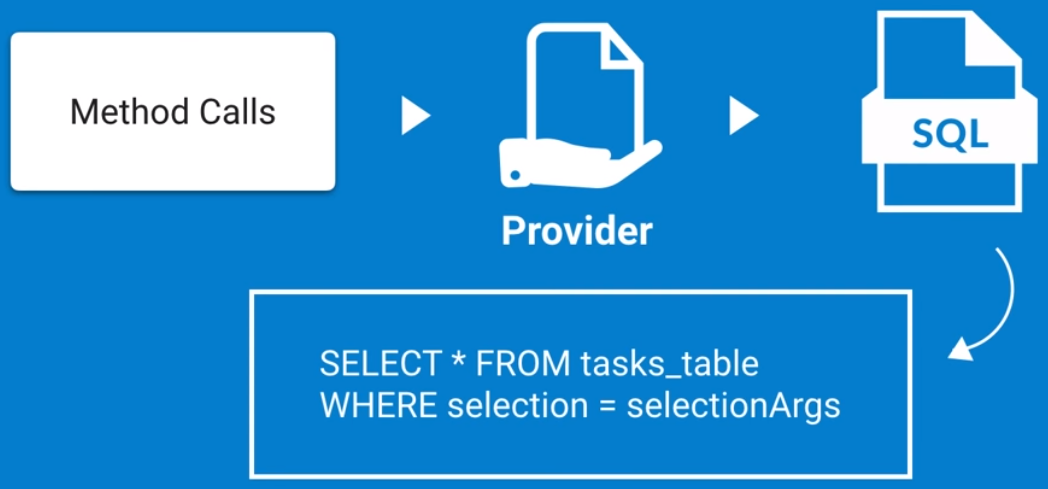 Method Calls
Provider
SQL
SELECT * FROM tasks_table
WHERE selection = selectionArgs